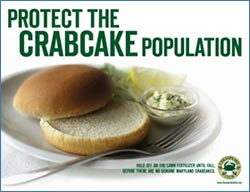 PROTECT THE
CRABCAKE POPULATION
HOLD OFF ON THE LAWN FERTILIZER UNTIL FALL,
BEFORE THERE ARE NO GENUINE MARYLAND CRABCAKES.